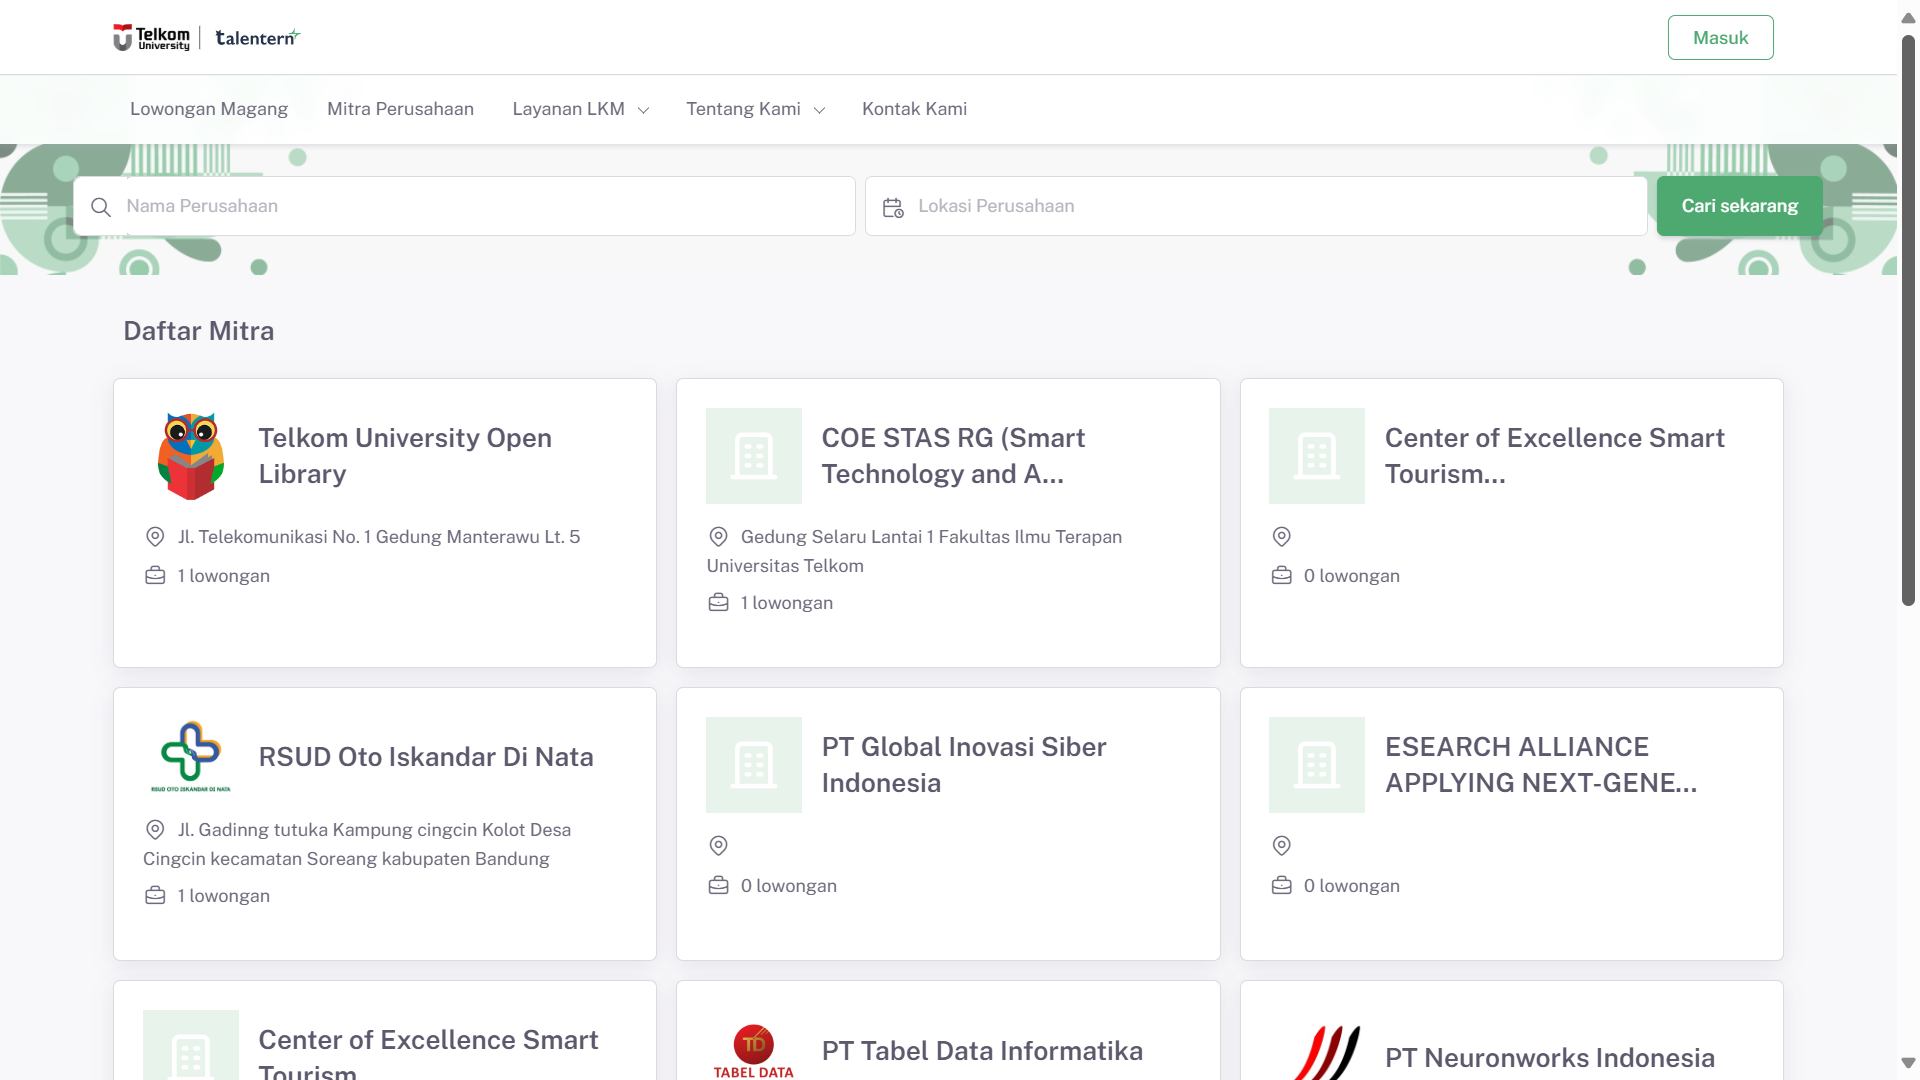 Telkom University
talentern
Masuk
Lowongan Magang
Mitra Perusahaan
Layanan LKM
Tentang Kami
Kontak Kami
Nama Perusahaan
Lokasi Perusahaan
Cari sekarang
Daftar Mitra
Telkom University Open
Library
Jl. Telekomunikasi No. 1 Gedung Manterawu Lt. 5
1 lowongan
COE STAS RG (Smart
Technology and A...
Gedung Selaru Lantai 1 Fakultas Ilmu Terapan
Universitas Telkom
1 lowongan
Center of Excellence Smart
Tourism...
0 lowongan
RSUD OTO ISKANDAR DI NATA
RSUD Oto Iskandar Di Nata
Jl. Gadinng tutuka Kampung cingcin Kolot Desa
Cingcin kecamatan Soreang kabupaten Bandung
1 lowongan
PT Global Inovasi Siber
Indonesia
0 lowongan
ESEARCH ALLIANCE
APPLYING NEXT-GENE...
0 lowongan
Center of Excellence Smart
Tourism
TD
TABEL DATA
PT Tabel Data Informatika
PT Neuronworks Indonesia